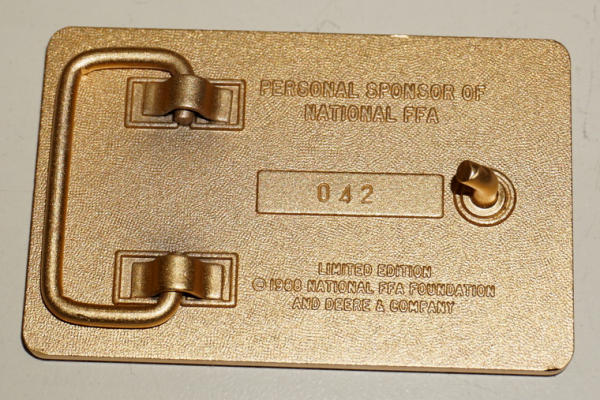 PERSONAL SPONSOR OF
NATIONAL FFA
042
LIMITED EDITION
© 1988 NATIONAL FFA FOUNDATION
AND DEERE & COMPANY